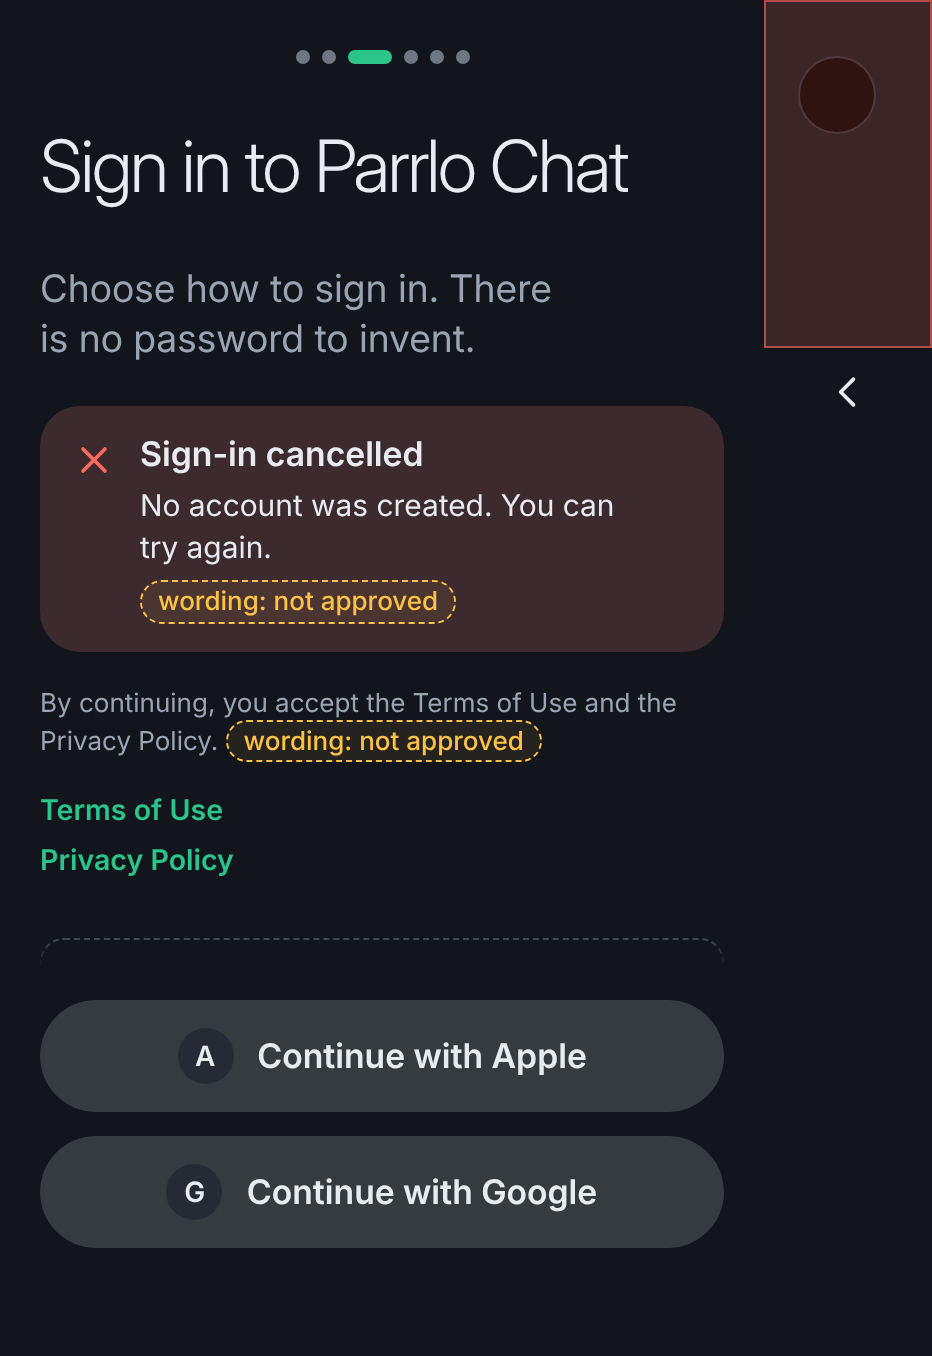 Sign in to Parrlo Chat
Choose how to sign in. There
is no password to invent.
Sign-in cancelled
No account was created. You can
try again.
wording: not approved
By continuing, you accept the Terms of Use and the
Privacy Policy. wording: not approved
Terms of Use
Privacy Policy
A Continue with Apple
G Continue with Google